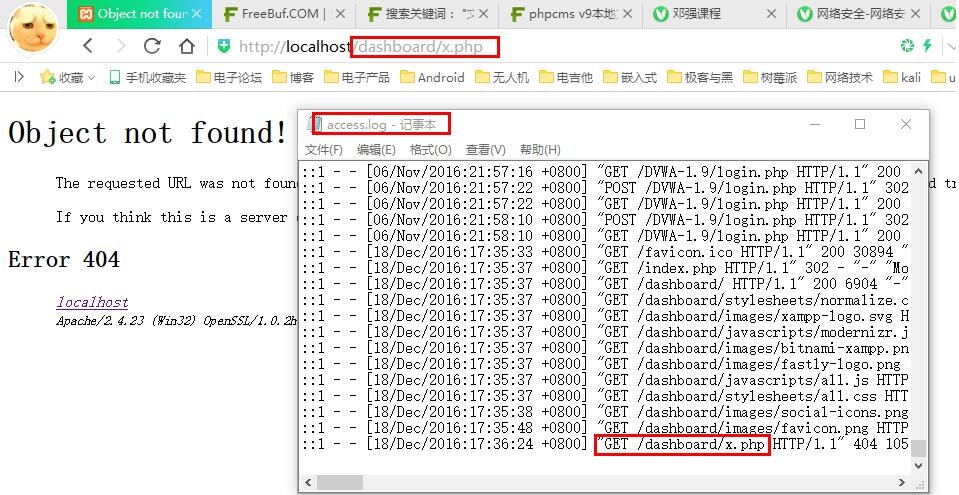 Object not foun
FreeBuf.COM |
搜索关键词： "文
phpcms v9本地文
邓强课程
网络安全-网络安
http://localhost/dashboard/x.php
收藏
手机收藏夹
电子论坛
博客
电子产品
Android
无人机
电吉他
嵌入式
极客与黑
树莓派
网络技术
kali
Object not found!
The requested URL was not foun
If you think this is a server
Error 404
localhost
Apache/2.4.23 (Win32) OpenSSL/1.0.2h
access.log - 记事本
文件(F) 编辑(E) 格式(O) 查看(V) 帮助(H)
::1 - - [06/Nov/2016:21:57:16 +0800] "GET /DVWA-1.9/login.php HTTP/1.1" 200
::1 - - [06/Nov/2016:21:57:22 +0800] "POST /DVWA-1.9/login.php HTTP/1.1" 302
::1 - - [06/Nov/2016:21:57:22 +0800] "GET /DVWA-1.9/login.php HTTP/1.1" 200
::1 - - [06/Nov/2016:21:58:10 +0800] "POST /DVWA-1.9/login.php HTTP/1.1" 302
::1 - - [06/Nov/2016:21:58:10 +0800] "GET /DVWA-1.9/login.php HTTP/1.1" 200
::1 - - [18/Dec/2016:17:35:33 +0800] "GET /favicon.ico HTTP/1.1" 200 30894 "
::1 - - [18/Dec/2016:17:35:37 +0800] "GET /index.php HTTP/1.1" 302 - "-" "Mo
::1 - - [18/Dec/2016:17:35:37 +0800] "GET /dashboard/ HTTP/1.1" 200 6904 "-"
::1 - - [18/Dec/2016:17:35:37 +0800] "GET /dashboard/stylesheets/normalize.c
::1 - - [18/Dec/2016:17:35:37 +0800] "GET /dashboard/images/xampp-logo.svg H
::1 - - [18/Dec/2016:17:35:37 +0800] "GET /dashboard/javascripts/modernizr.j
::1 - - [18/Dec/2016:17:35:37 +0800] "GET /dashboard/images/bitnami-xampp.pn
::1 - - [18/Dec/2016:17:35:37 +0800] "GET /dashboard/images/fastly-logo.png
::1 - - [18/Dec/2016:17:35:37 +0800] "GET /dashboard/javascripts/all.js HTTP
::1 - - [18/Dec/2016:17:35:37 +0800] "GET /dashboard/stylesheets/all.css HTT
::1 - - [18/Dec/2016:17:35:38 +0800] "GET /dashboard/images/social-icons.png
::1 - - [18/Dec/2016:17:35:48 +0800] "GET /dashboard/images/favicon.png HTTP
::1 - - [18/Dec/2016:17:36:24 +0800] "GET /dashboard/x.php HTTP/1.1" 404 105